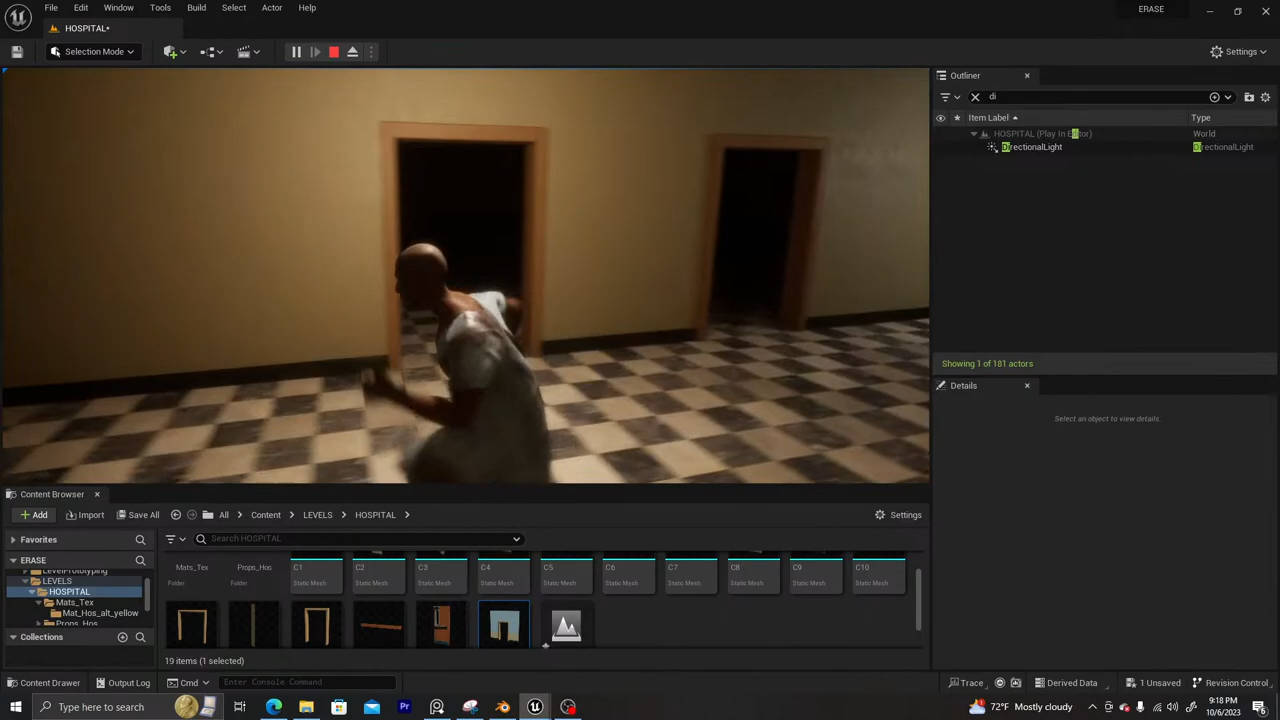 File Edit Window Tools Build Select Actor Help
ERASE
HOSPITAL*
Selection Mode
Settings
Outliner
di
Item Label
Type
HOSPITAL (Play In Editor)
World
DirectionalLight
DirectionalLight
Showing 1 of 181 actors
Details
Select an object to view details.
Content Browser
Add
Import
Save All
All
Content
LEVELS
HOSPITAL
Settings
Favorites
Search HOSPITAL
ERASE
LevelPrototyping
LEVELS
HOSPITAL
Mats_Tex
Mat_Hos_alt_yellow
Props_Hos
Collections
Mats_Tex
Props_Hos
C1
C2
C3
C4
C5
C6
C7
C8
C9
C10
Folder
Folder
Static Mesh
Static Mesh
Static Mesh
Static Mesh
Static Mesh
Static Mesh
Static Mesh
Static Mesh
Static Mesh
Static Mesh
19 items (1 selected)
Content Drawer
Output Log
Cmd
Enter Console Command
Trace
Derived Data
1 Unsaved
Revision Control
Type here to search
Pr
72°F Mostly cloudy
9:18 PM
10/6/2023